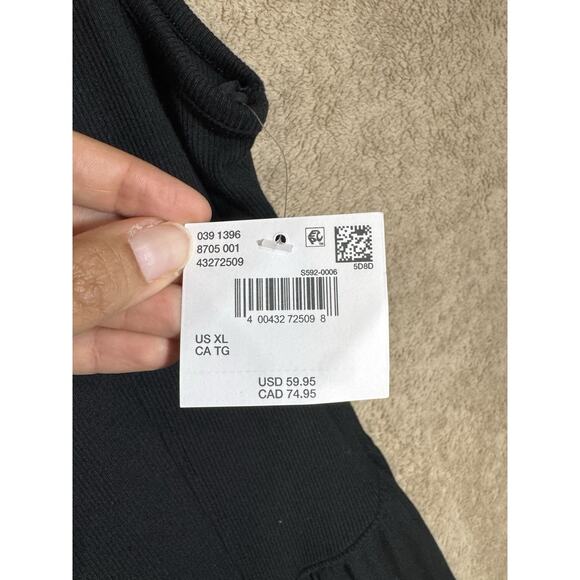 039 1396
8705 001
43272509
5D8D
S592-0006
4 00432 72509 8
US XL
CA TG
USD 59.95
CAD 74.95